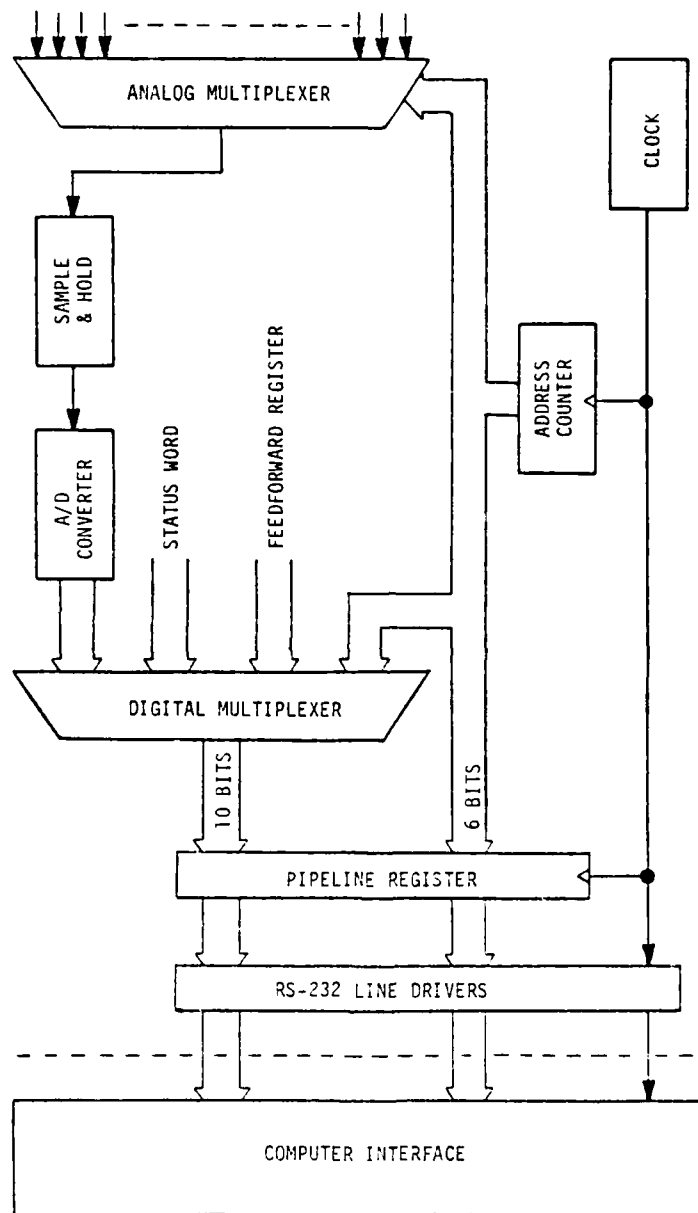 ANALOG MULTIPLEXER
CLOCK
SAMPLE
& HOLD
ADDRESS
COUNTER
A/D
CONVERTER
STATUS WORD
FEEDFORWARD REGISTER
DIGITAL MULTIPLEXER
10 BITS
6 BITS
PIPELINE REGISTER
RS-232 LINE DRIVERS
COMPUTER INTERFACE